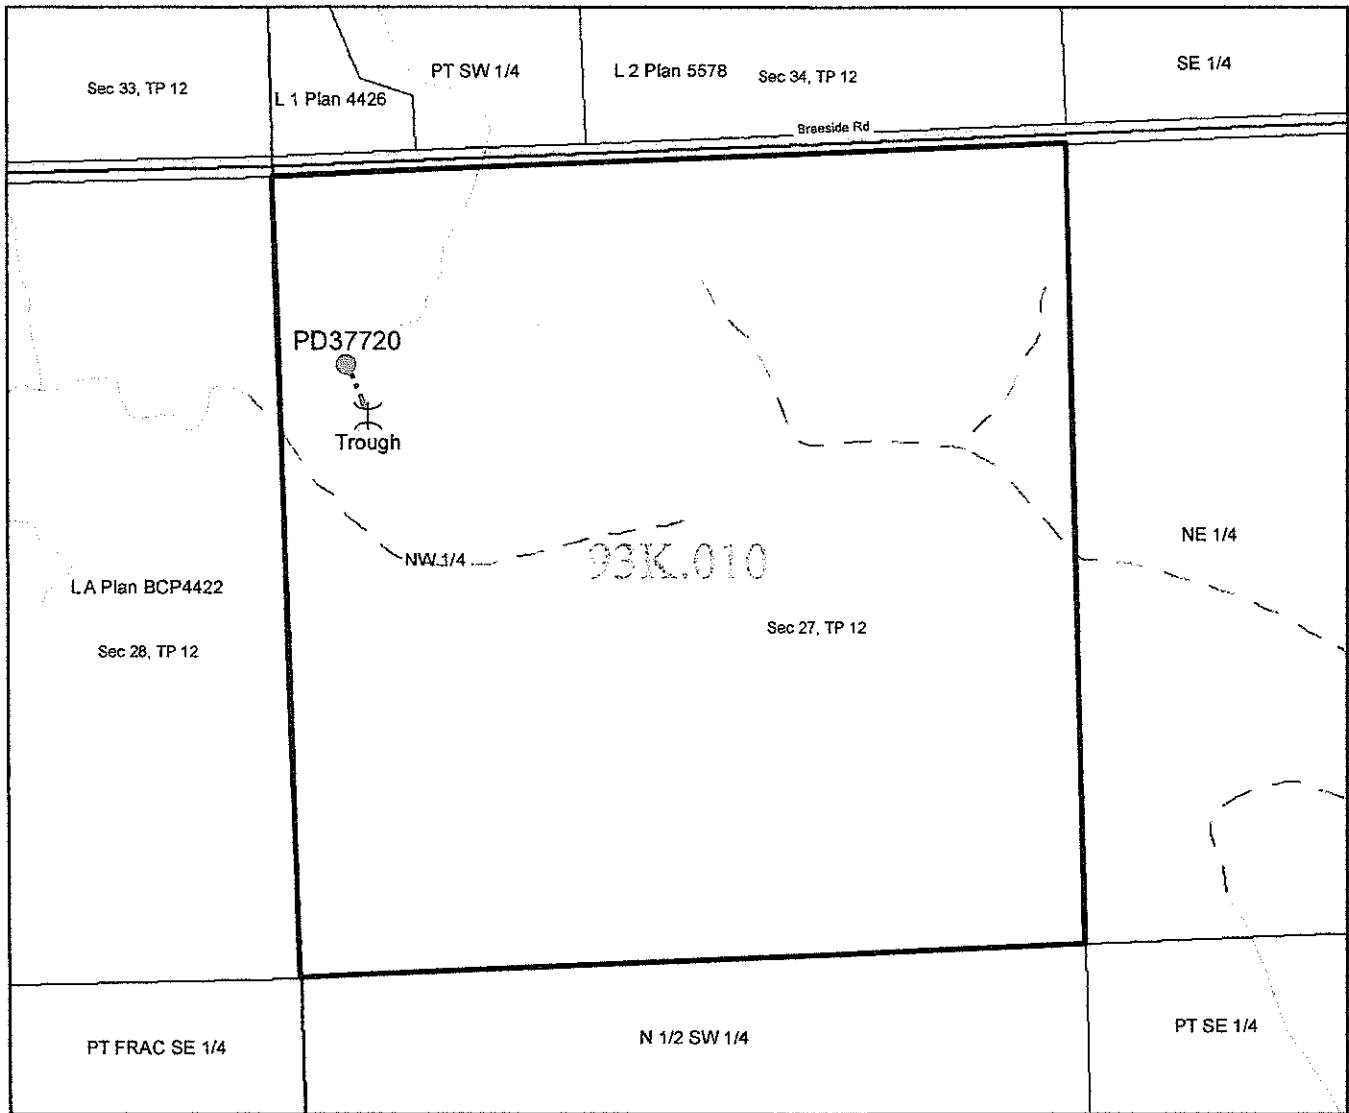 Sec 33, TP 12
L 1 Plan 4426
PT SW 1/4
L 2 Plan 5578
Sec 34, TP 12
SE 1/4
Braeside Rd
PD37720
Trough
NW 1/4
93K.010
NE 1/4
L A Plan BCP4422
Sec 28, TP 12
Sec 27, TP 12
PT FRAC SE 1/4
N 1/2 SW 1/4
PT SE 1/4